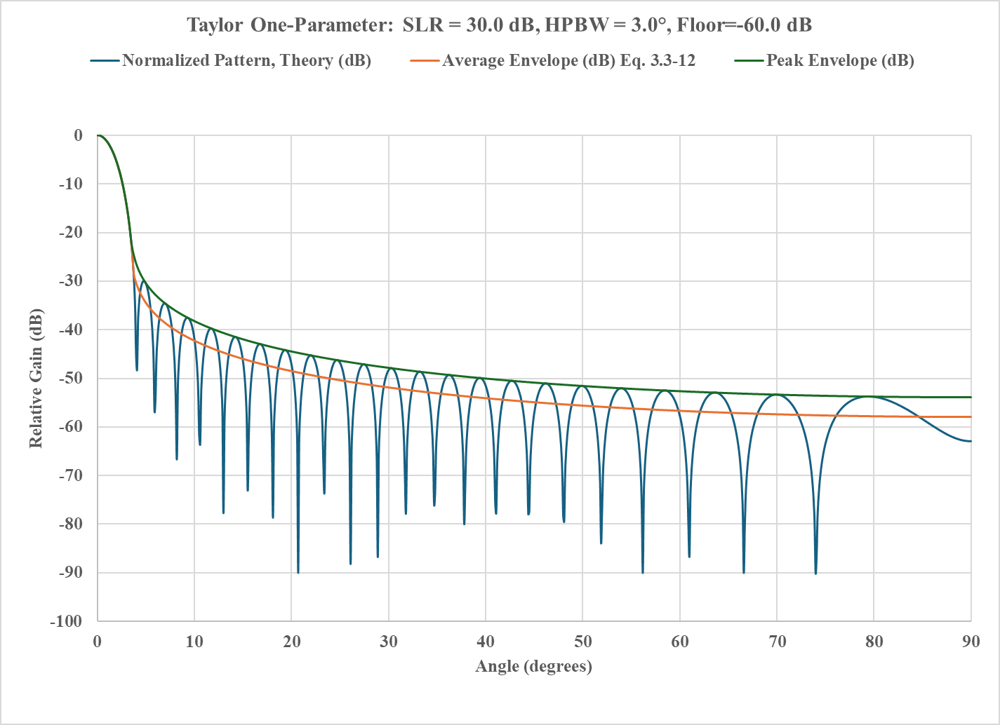 Taylor One-Parameter: SLR = 30.0 dB, HPBW = 3.0°, Floor=-60.0 dB
Normalized Pattern, Theory (dB) Average Envelope (dB) Eq. 3.3-12 Peak Envelope (dB)
0
-10
-20
-30
-40
-50
-60
-70
-80
-90
-100
Relative Gain (dB)
0 10 20 30 40 50 60 70 80 90
Angle (degrees)